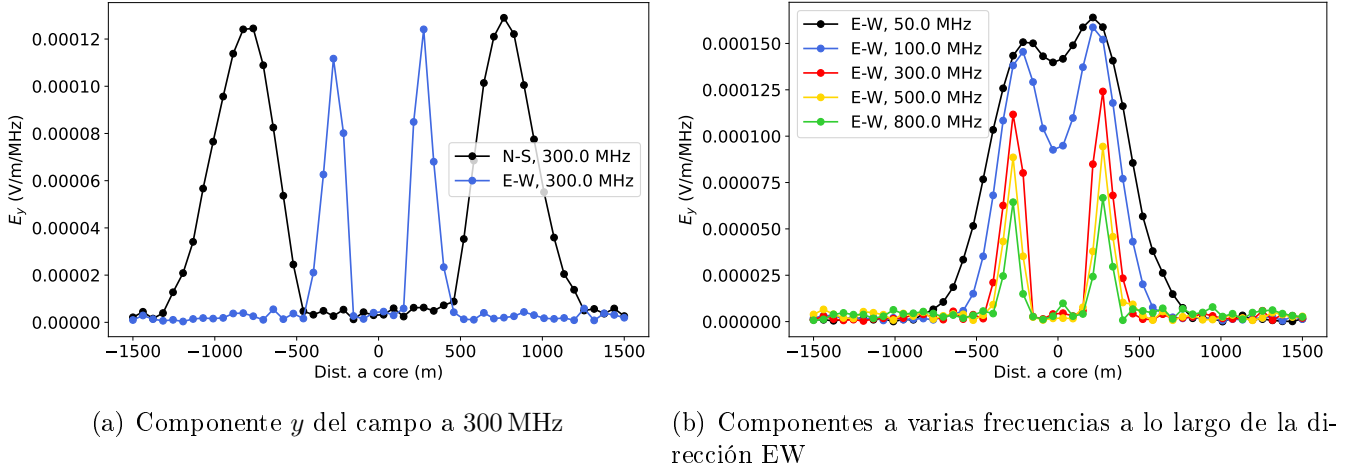 0.00012
0.00010
0.00008
0.00006
0.00004
0.00002
0.00000
E_y (V/m/MHz)
N-S, 300.0 MHz
E-W, 300.0 MHz
−1500 −1000 −500 0 500 1000 1500
Dist. a core (m)
0.000150
0.000125
0.000100
0.000075
0.000050
0.000025
0.000000
E_y (V/m/MHz)
E-W, 50.0 MHz
E-W, 100.0 MHz
E-W, 300.0 MHz
E-W, 500.0 MHz
E-W, 800.0 MHz
−1500 −1000 −500 0 500 1000 1500
Dist. a core (m)
(a) Componente y del campo a 300 MHz
(b) Componentes a varias frecuencias a lo largo de la di-
rección EW